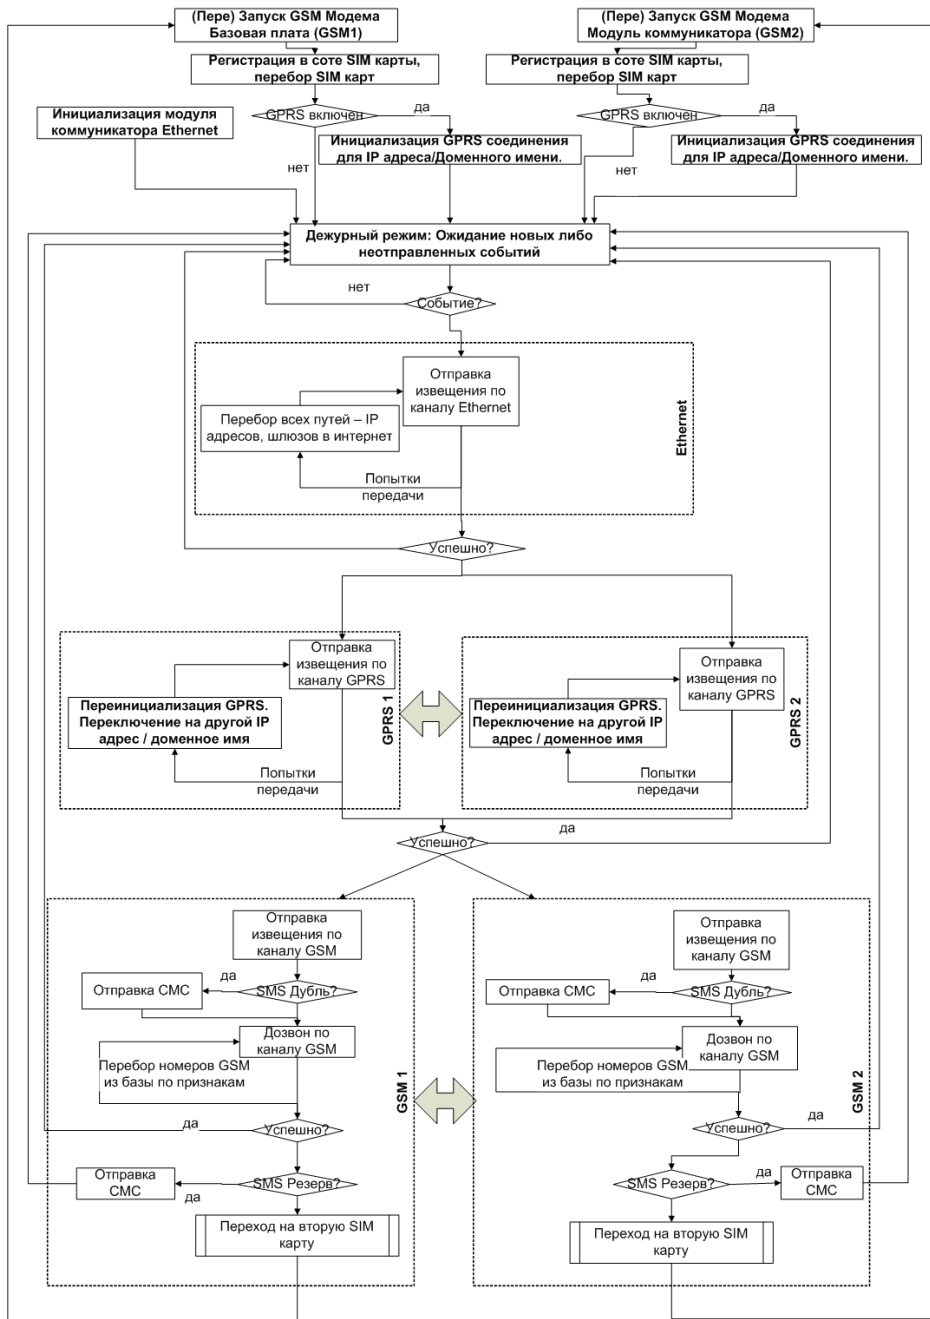 (Пере) Запуск GSM Модема
Базовая плата (GSM1)
(Пере) Запуск GSM Модема
Модуль коммуникатора (GSM2)
Регистрация в соте SIM карты,
перебор SIM карт
Регистрация в соте SIM карты,
перебор SIM карт
Инициализация модуля
коммуникатора Ethernet
GPRS включен
да
GPRS включен
да
Инициализация GPRS соединения
для IP адреса/Доменного имени.
Инициализация GPRS соединения
для IP адреса/Доменного имени.
нет
нет
Дежурный режим: Ожидание новых либо
неотправленных событий
нет
Событие?
Отправка
извещения по
каналу Ethernet
Перебор всех путей – IP
адресов, шлюзов в интернет
Ethernet
Попытки
передачи
Успешно?
Отправка
извещения по
каналу GPRS
Отправка
извещения по
каналу GPRS
Переинициализация GPRS.
Переключение на другой IP
адрес / доменное имя
GPRS 1
Переинициализация GPRS.
Переключение на другой IP
адрес / доменное имя
GPRS 2
Попытки
передачи
Попытки
передачи
Успешно?
да
Отправка
извещения по
каналу GSM
Отправка
извещения по
каналу GSM
да
Отправка СМС
SMS Дубль?
да
Отправка СМС
SMS Дубль?
Дозвон по
каналу GSM
Дозвон по
каналу GSM
Перебор номеров GSM
из базы по признакам
GSM 1
Перебор номеров GSM
из базы по признакам
GSM 2
да
Успешно?
да
Успешно?
Отправка
СМС
да
SMS Резерв?
SMS Резерв?
да
Отправка
СМС
Переход на вторую SIM
карту
Переход на вторую SIM
карту